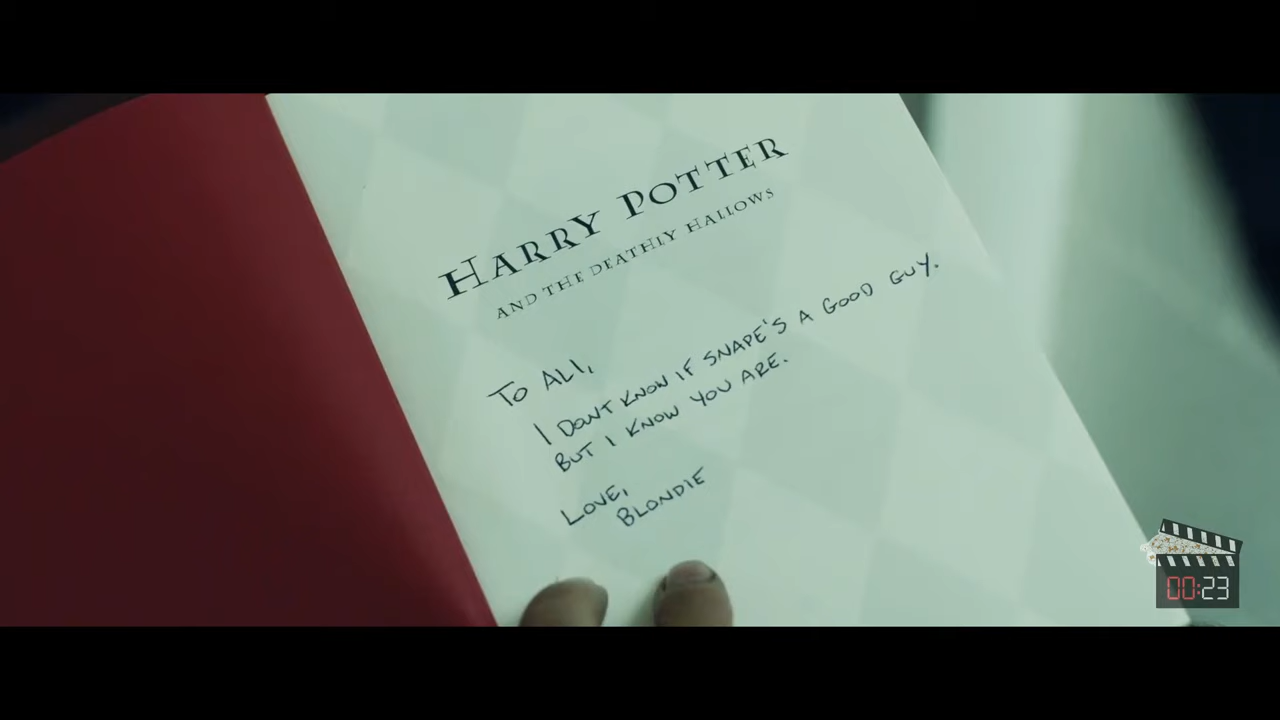 HARRY POTTER
AND THE DEATHLY HALLOWS
TO ALI,
I DONT KNOW IF SNAPE'S A GOOD GUY.
BUT I KNOW YOU ARE.
LOVE,
BLONDIE
00:23